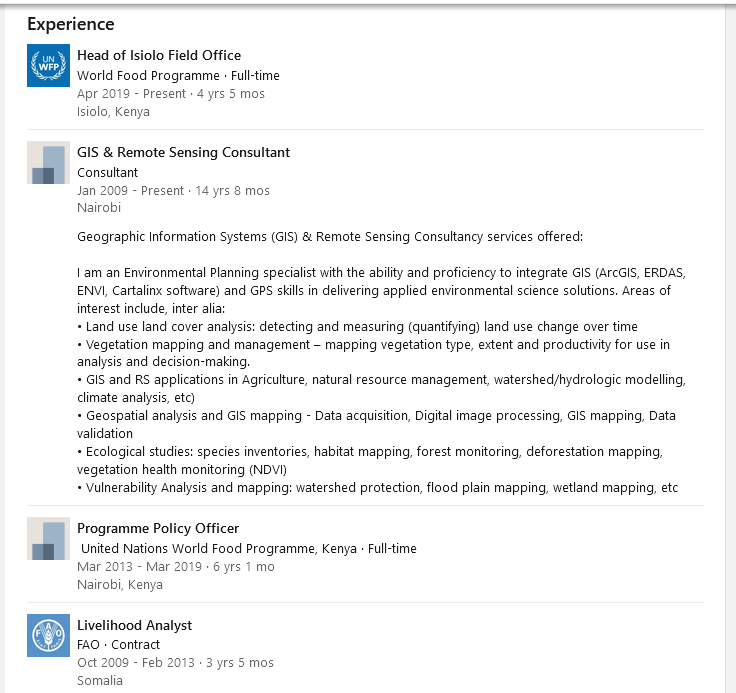 Experience
UN
WFP
Head of Isiolo Field Office
World Food Programme · Full-time
Apr 2019 - Present · 4 yrs 5 mos
Isiolo, Kenya
GIS & Remote Sensing Consultant
Consultant
Jan 2009 - Present · 14 yrs 8 mos
Nairobi
Geographic Information Systems (GIS) & Remote Sensing Consultancy services offered:
I am an Environmental Planning specialist with the ability and proficiency to integrate GIS (ArcGIS, ERDAS,
ENVI, Cartalinx software) and GPS skills in delivering applied environmental science solutions. Areas of
interest include, inter alia:
• Land use land cover analysis: detecting and measuring (quantifying) land use change over time
• Vegetation mapping and management – mapping vegetation type, extent and productivity for use in
analysis and decision-making.
• GIS and RS applications in Agriculture, natural resource management, watershed/hydrologic modelling,
climate analysis, etc)
• Geospatial analysis and GIS mapping - Data acquisition, Digital image processing, GIS mapping, Data
validation
• Ecological studies: species inventories, habitat mapping, forest monitoring, deforestation mapping,
vegetation health monitoring (NDVI)
• Vulnerability Analysis and mapping: watershed protection, flood plain mapping, wetland mapping, etc
Programme Policy Officer
United Nations World Food Programme, Kenya · Full-time
Mar 2013 - Mar 2019 · 6 yrs 1 mo
Nairobi, Kenya
FAO
Livelihood Analyst
FAO · Contract
Oct 2009 - Feb 2013 · 3 yrs 5 mos
Somalia